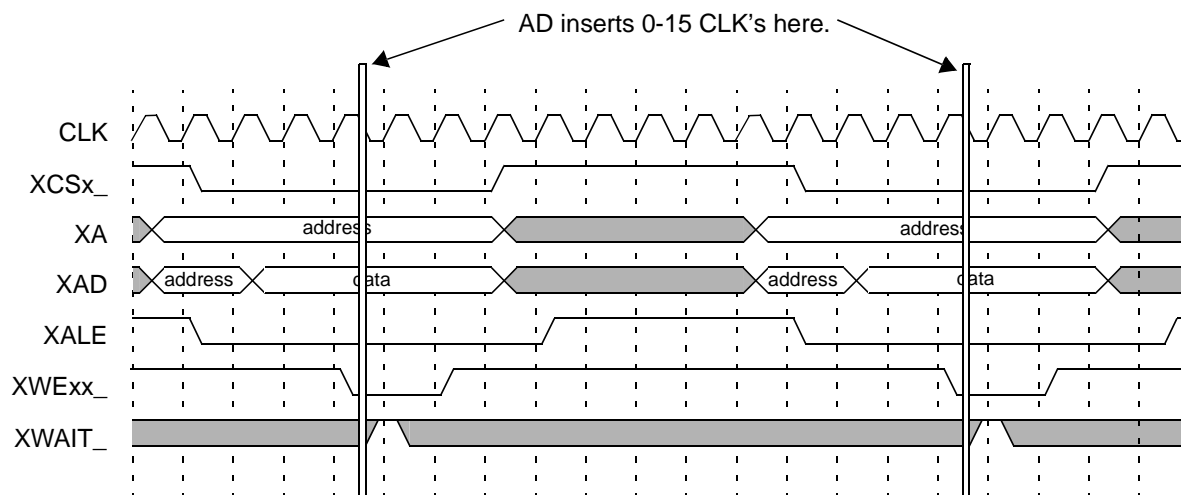 AD inserts 0-15 CLK's here.
CLK
XCSx_
XA address address
XAD address data address data
XALE
XWExx_
XWAIT_